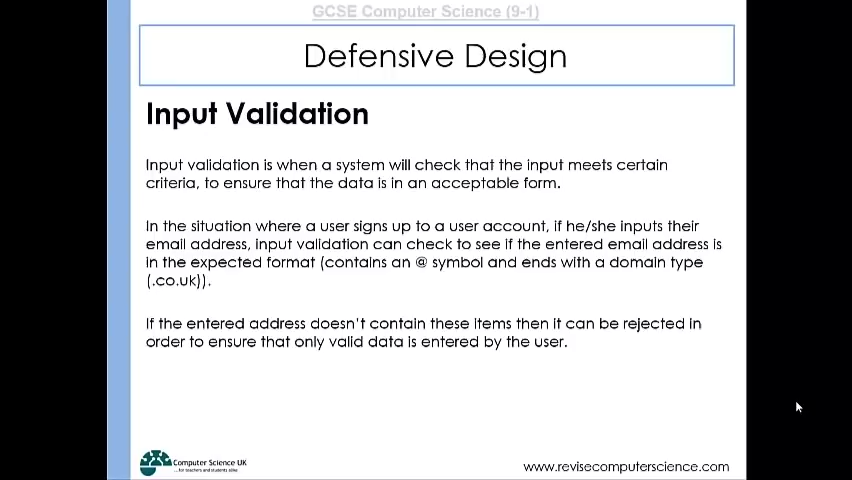 GCSE Computer Science (9-1)
Defensive Design
Input Validation
Input validation is when a system will check that the input meets certain
criteria, to ensure that the data is in an acceptable form.
In the situation where a user signs up to a user account, if he/she inputs their
email address, input validation can check to see if the entered email address is
in the expected format (contains an @ symbol and ends with a domain type
(.co.uk)).
If the entered address doesn't contain these items then it can be rejected in
order to ensure that only valid data is entered by the user.
Computer Science UK
...for teachers and students alike
www.revisecomputerscience.com